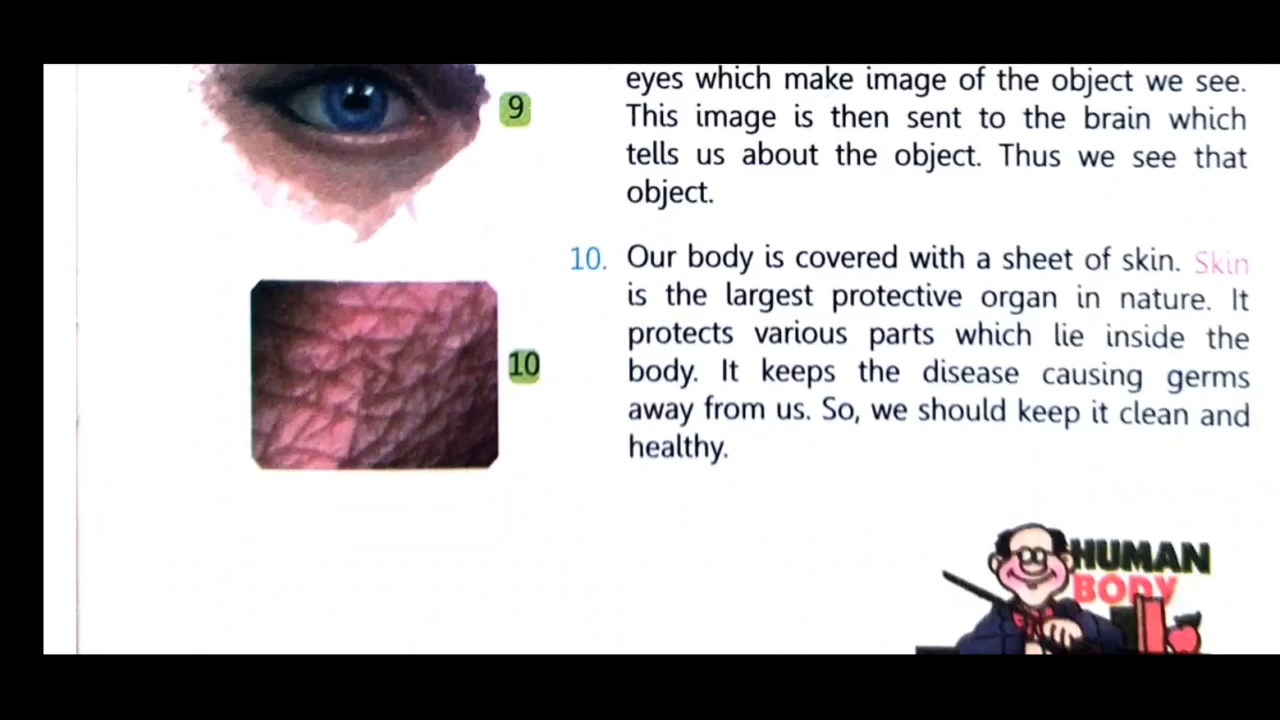 9
eyes which make image of the object we see.
This image is then sent to the brain which
tells us about the object. Thus we see that
object.
10. Our body is covered with a sheet of skin. Skin
is the largest protective organ in nature. It
protects various parts which lie inside the
10
body. It keeps the disease causing germs
away from us. So, we should keep it clean and
healthy.
HUMAN
BODY